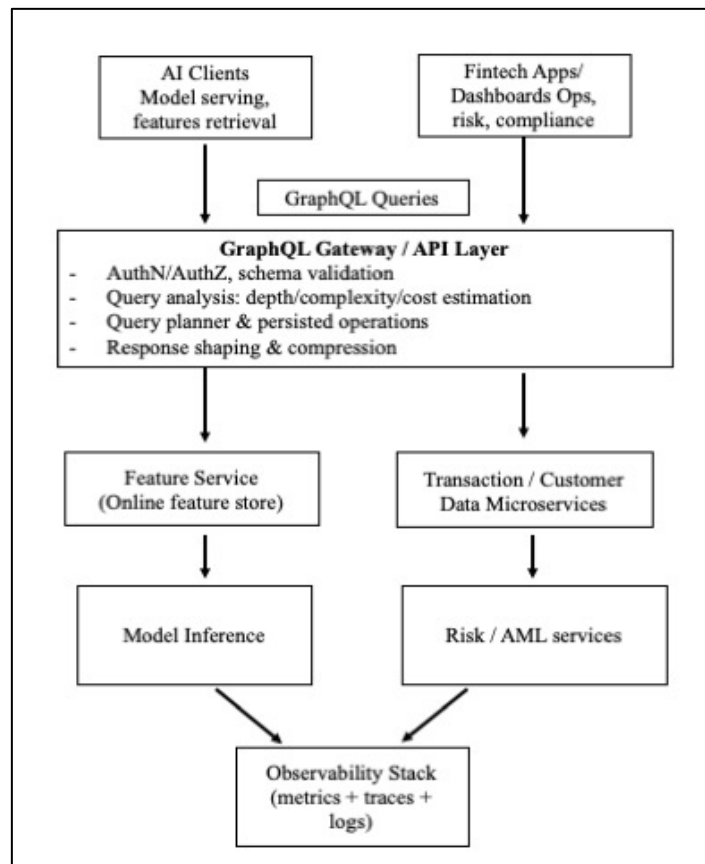 AI Clients
Model serving,
features retrieval
Fintech Apps/
Dashboards Ops,
risk, compliance
GraphQL Queries
GraphQL Gateway / API Layer
- AuthN/AuthZ, schema validation
- Query analysis: depth/complexity/cost estimation
- Query planner & persisted operations
- Response shaping & compression
Feature Service
(Online feature store)
Transaction / Customer
Data Microservices
Model Inference
Risk / AML services
Observability Stack
(metrics + traces +
logs)